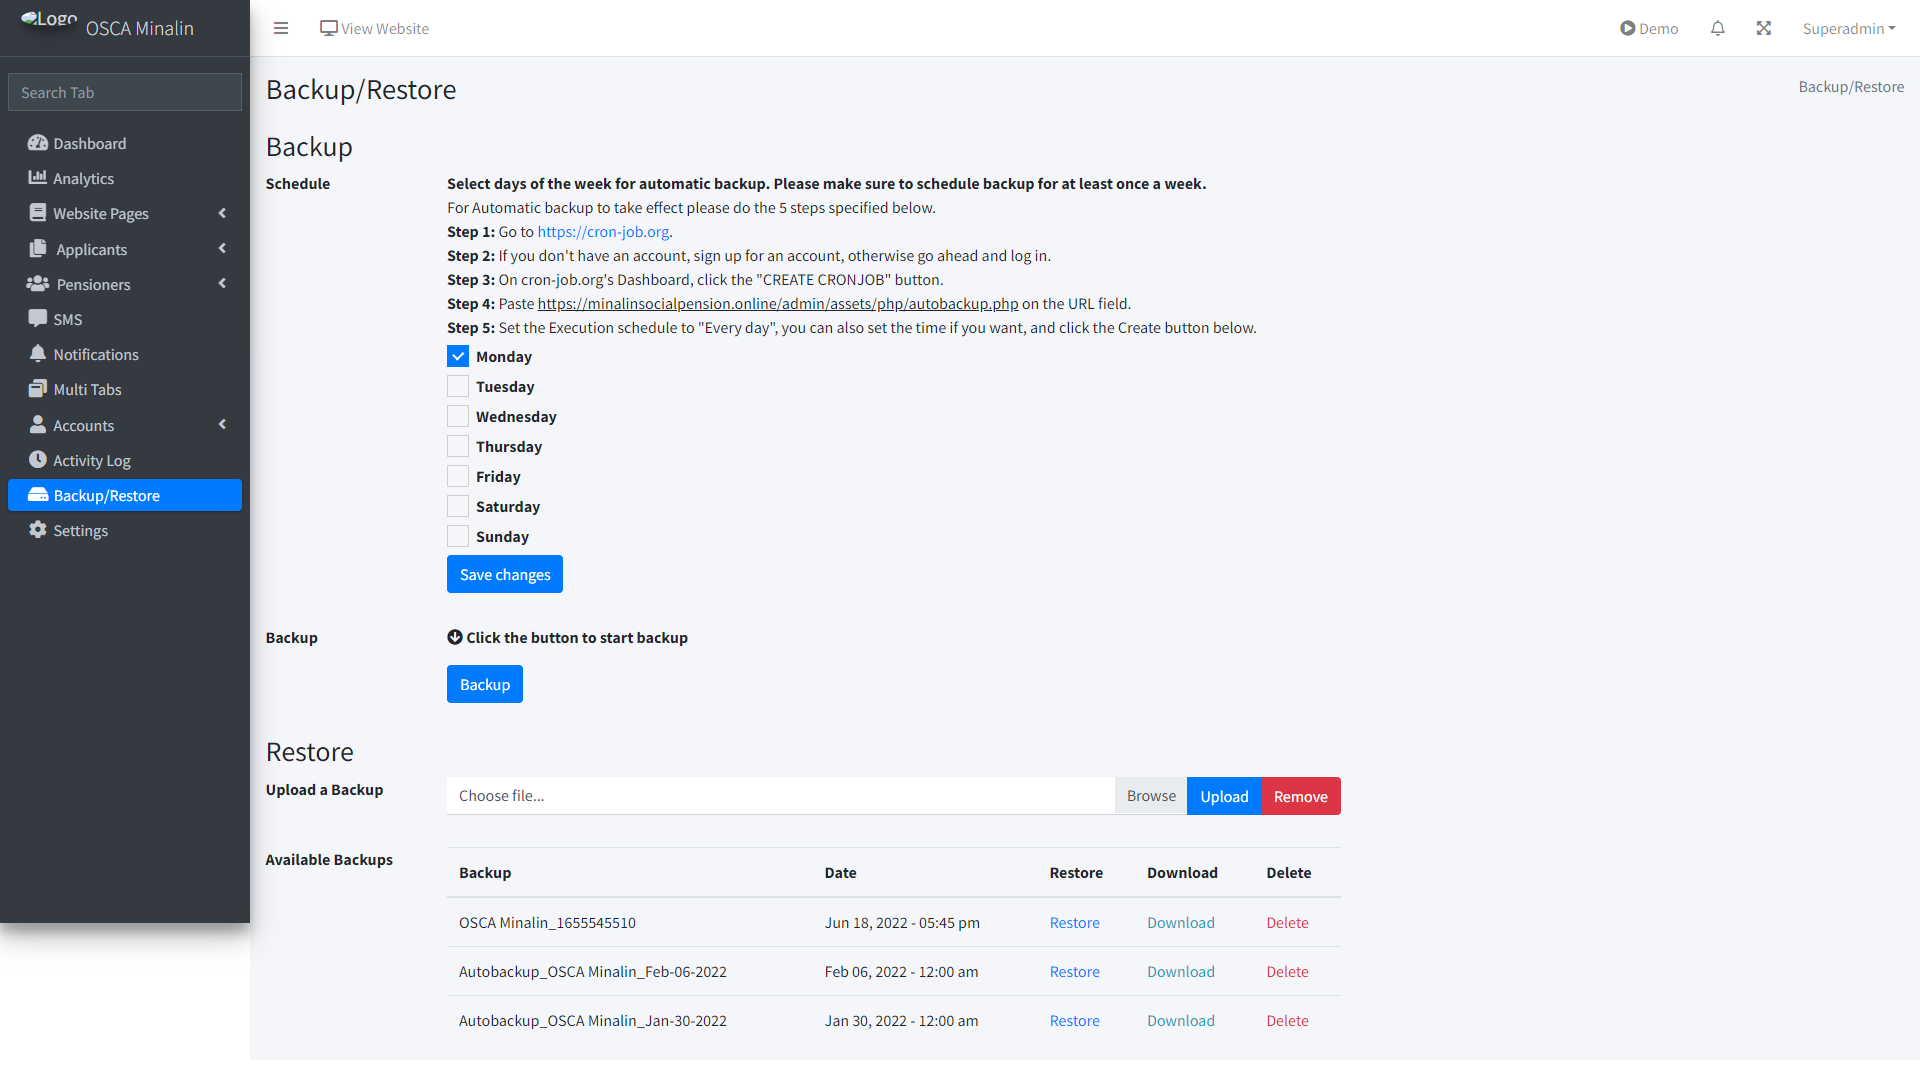 Logo
OSCA Minalin
View Website
Demo
Superadmin
Search Tab
Dashboard
Analytics
Website Pages
Applicants
Pensioners
SMS
Notifications
Multi Tabs
Accounts
Activity Log
Backup/Restore
Settings
Backup/Restore
Backup/Restore
Backup
Schedule
Select days of the week for automatic backup. Please make sure to schedule backup for at least once a week.
For Automatic backup to take effect please do the 5 steps specified below.
Step 1: Go to https://cron-job.org.
Step 2: If you don't have an account, sign up for an account, otherwise go ahead and log in.
Step 3: On cron-job.org's Dashboard, click the "CREATE CRONJOB" button.
Step 4: Paste https://minalinsocialpension.online/admin/assets/php/autobackup.php on the URL field.
Step 5: Set the Execution schedule to "Every day", you can also set the time if you want, and click the Create button below.
Monday
Tuesday
Wednesday
Thursday
Friday
Saturday
Sunday
Save changes
Backup
Click the button to start backup
Backup
Restore
Upload a Backup
Choose file... Browse Upload Remove
Available Backups
Backup Date Restore Download Delete
OSCA Minalin_1655545510 Jun 18, 2022 - 05:45 pm Restore Download Delete
Autobackup_OSCA Minalin_Feb-06-2022 Feb 06, 2022 - 12:00 am Restore Download Delete
Autobackup_OSCA Minalin_Jan-30-2022 Jan 30, 2022 - 12:00 am Restore Download Delete